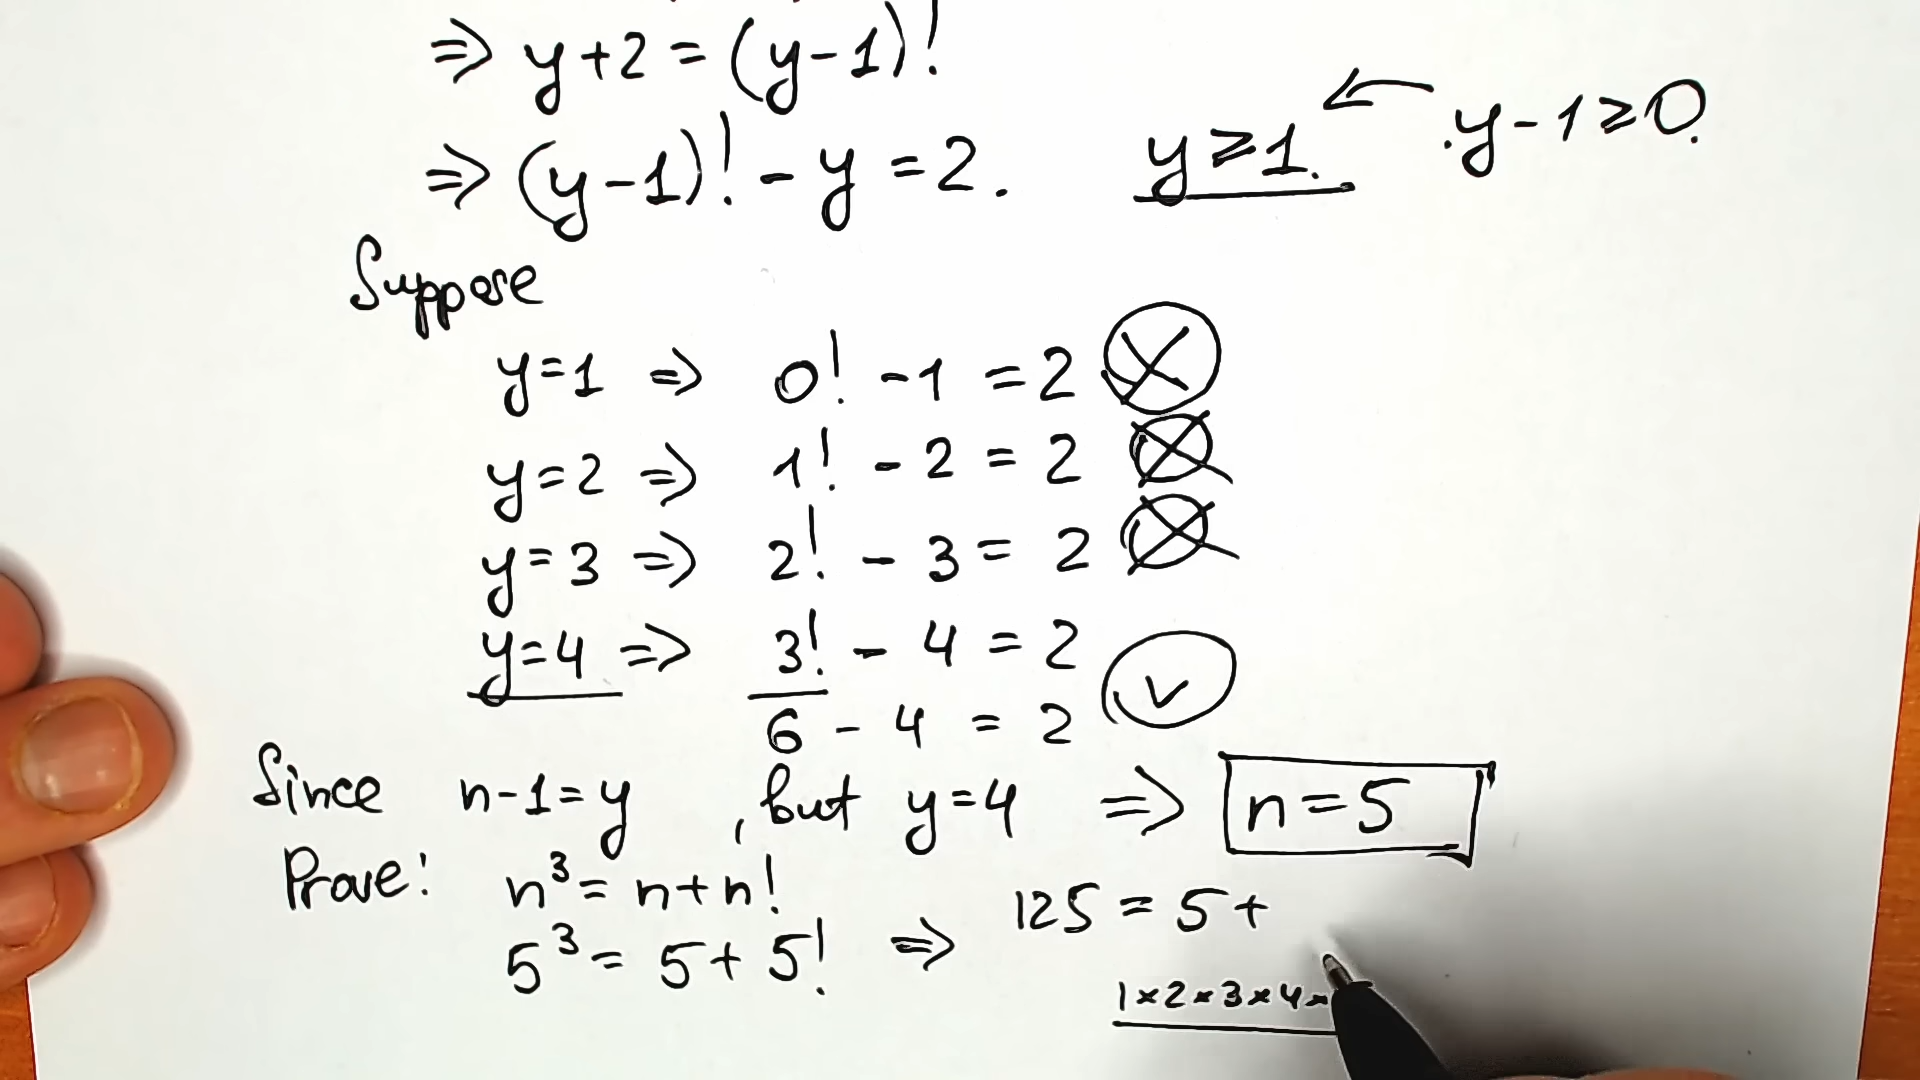 => y+2 = (y-1)!
=> (y-1)! - y = 2.
y ≥ 1. ← y-1 ≥ 0.
Suppose
y=1 => 0! - 1 = 2
y=2 => 1! - 2 = 2
y=3 => 2! - 3 = 2
y=4 => 3! - 4 = 2
6 - 4 = 2 v
Since n-1=y , but y=4 => n=5
Prove: n³ = n+n!
5³ = 5+5! => 125 = 5+
1×2×3×4×